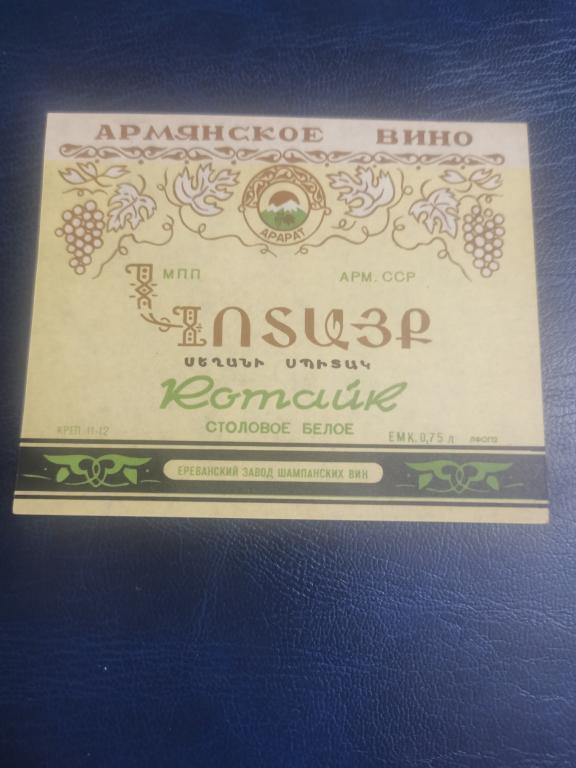 АРМЯНСКОЕ ВИНО
АРАРАТ
МПП АРМ. ССР
ԿՈՏԱՅՔ
ՍԵՂԱՆԻ ՍՊԻՏԱԿ
Котайк
СТОЛОВОЕ БЕЛОЕ
КРЕП. 11-12 ЕМК. 0,75 л
ЕРЕВАНСКИЙ ЗАВОД ШАМПАНСКИХ ВИН